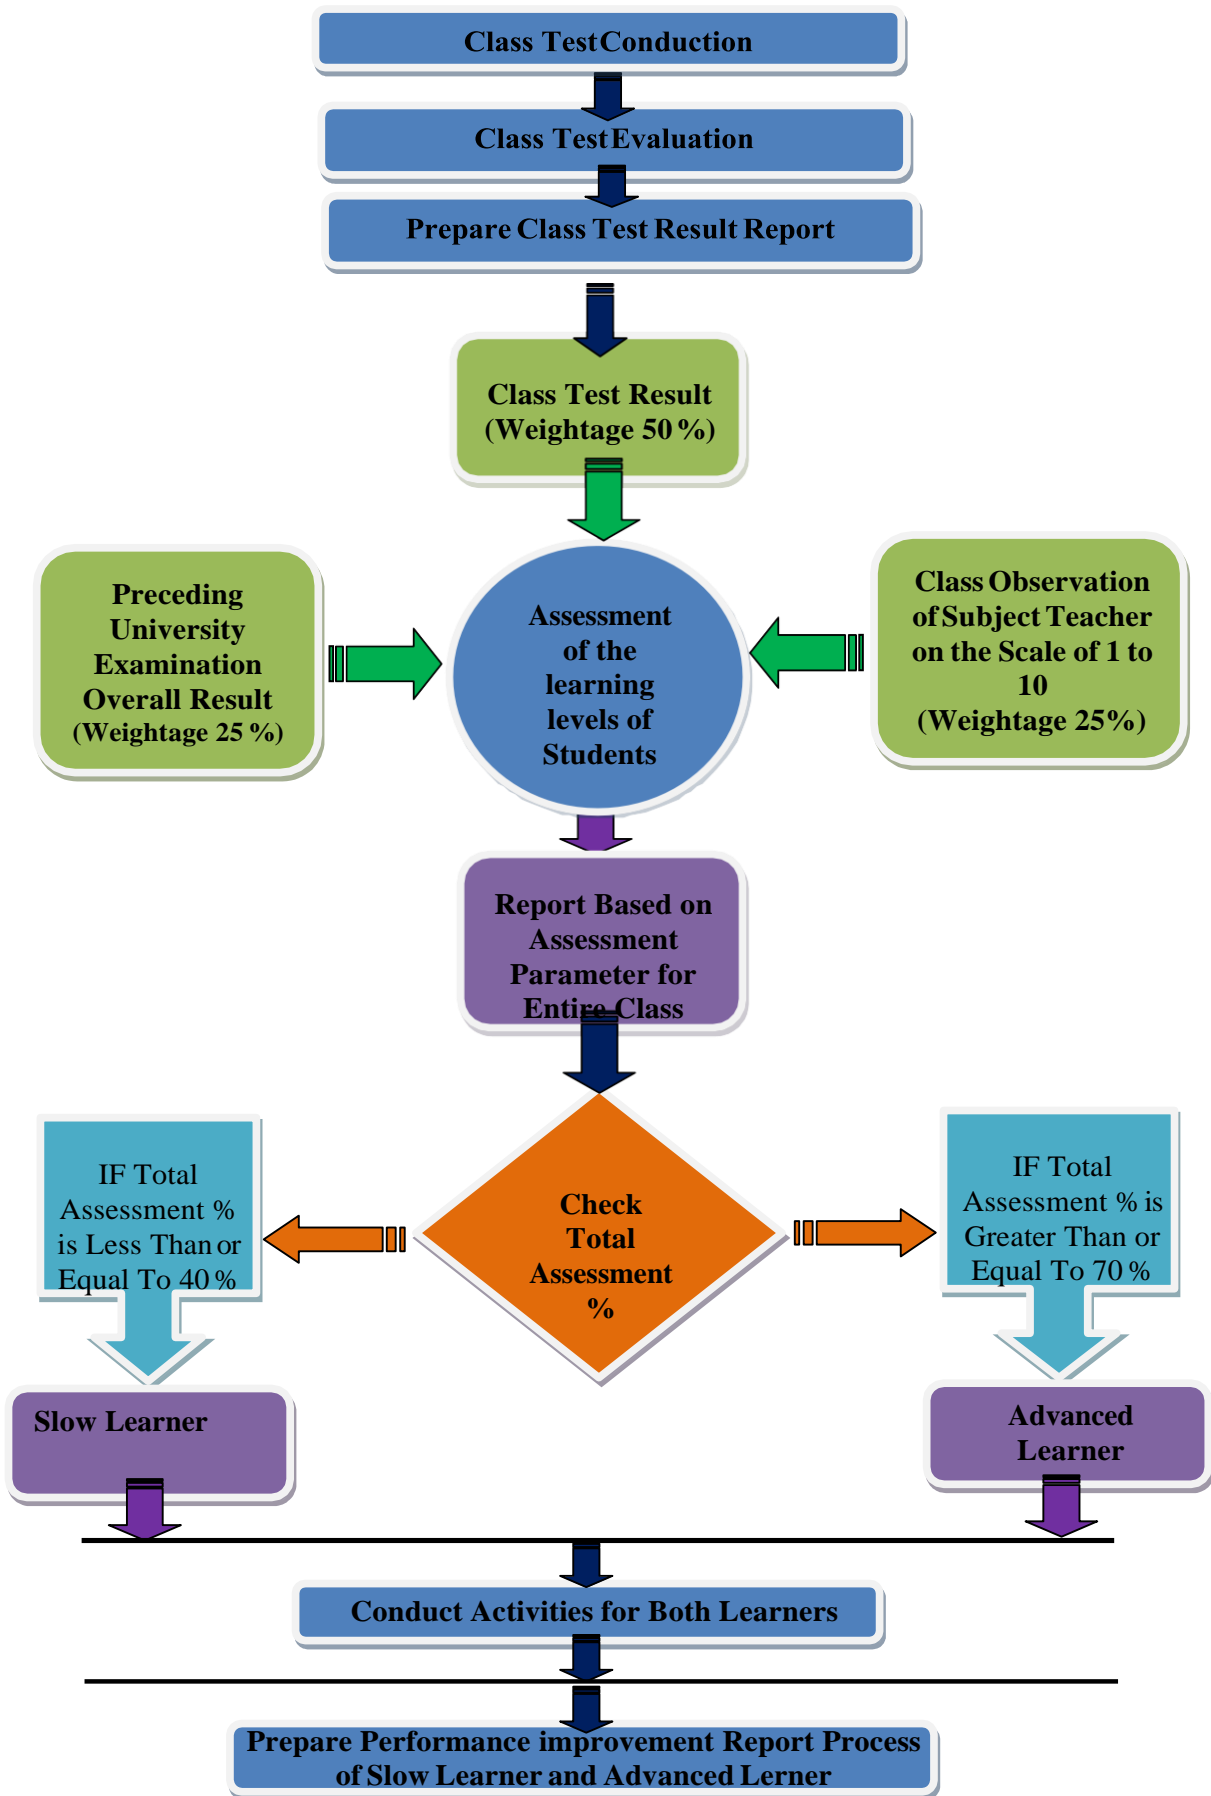 Class Test Conduction
Class Test Evaluation
Prepare Class Test Result Report
Class Test Result
(Weightage 50 %)
Preceding
University
Examination
Overall Result
(Weightage 25 %)
Assessment
of the
learning
levels of
Students
Class Observation
of Subject Teacher
on the Scale of 1 to
10
(Weightage 25%)
Report Based on
Assessment
Parameter for
Entire Class
IF Total
Assessment %
is Less Than or
Equal To 40 %
Check
Total
Assessment
%
IF Total
Assessment % is
Greater Than or
Equal To 70 %
Slow Learner
Advanced
Learner
Conduct Activities for Both Learners
Prepare Performance improvement Report Process
of Slow Learner and Advanced Lerner